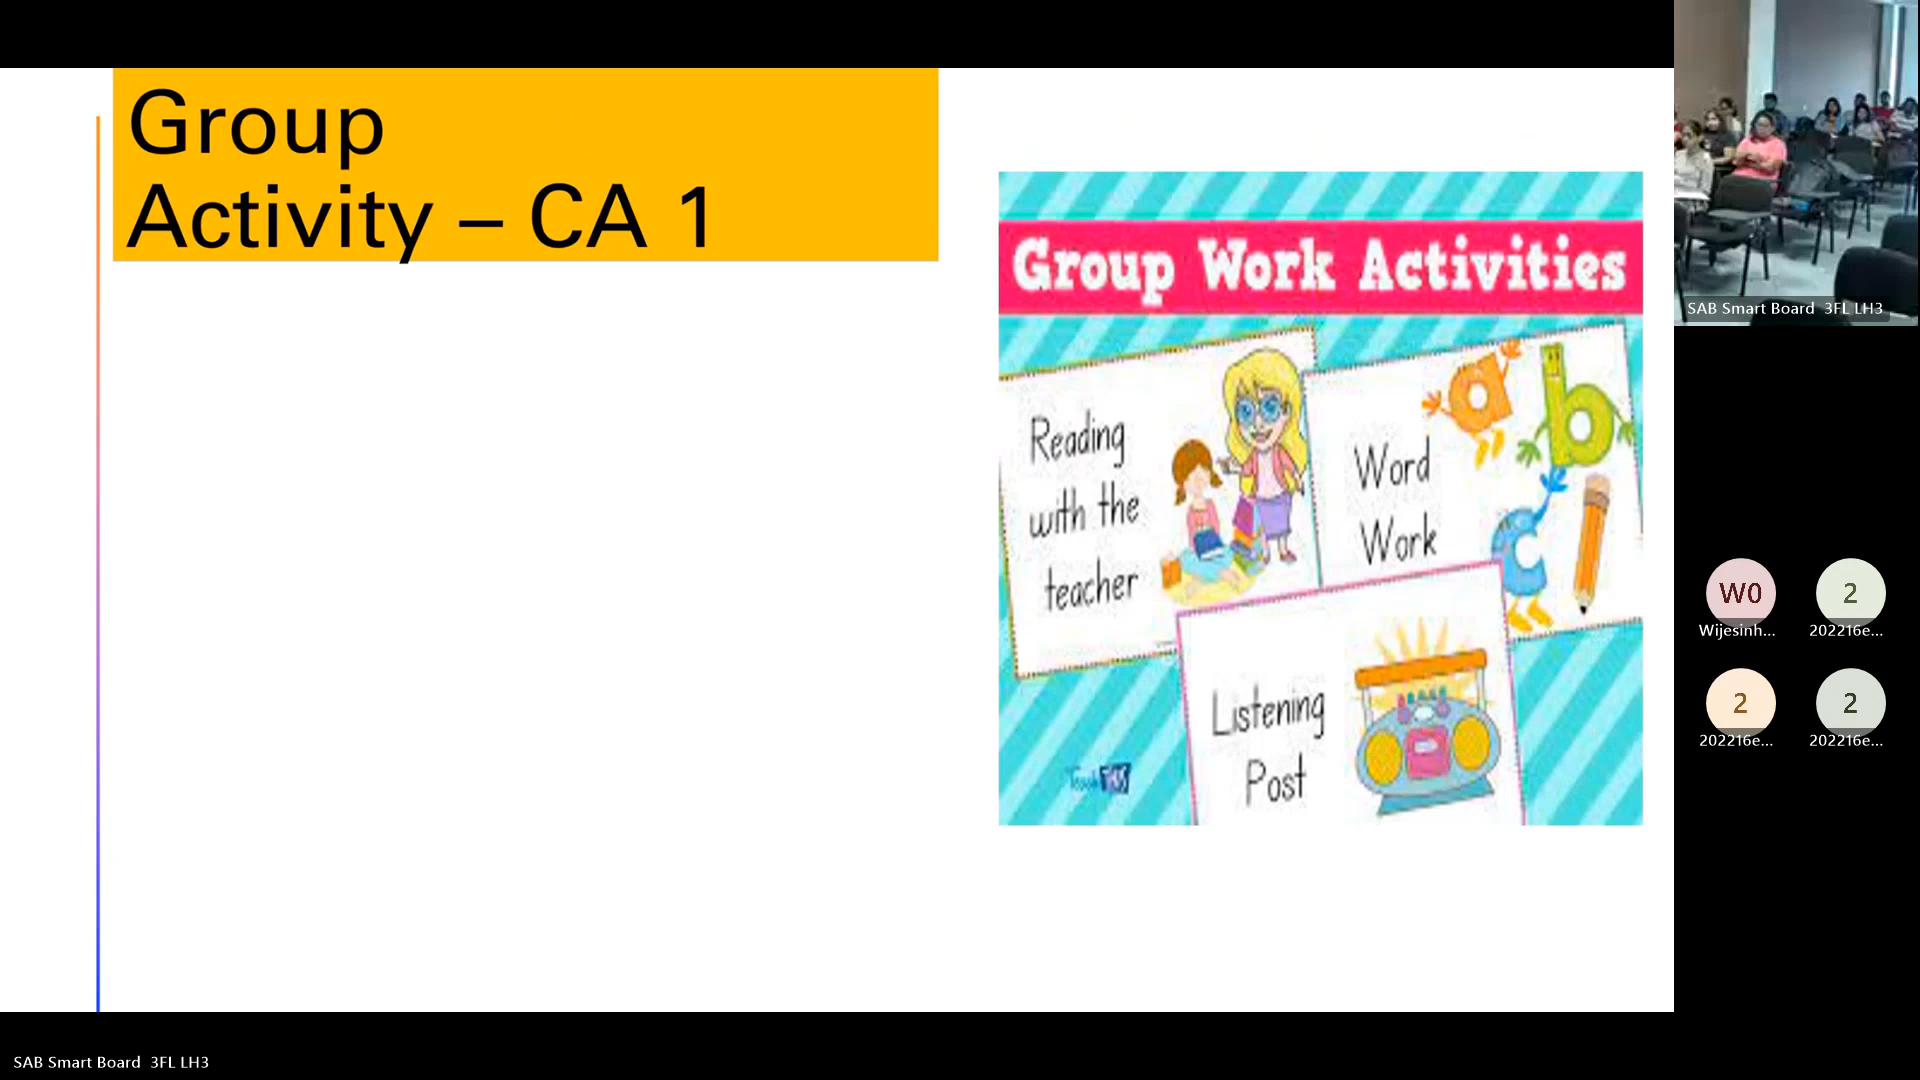 Group
Activity – CA 1
Group Work Activities
Reading
with the
teacher
a b
Word
Work
c
Listening
Post
SAB Smart Board 3FL LH3
W0
2
Wijesinh...
202216e...
2
2
202216e...
202216e...
SAB Smart Board 3FL LH3